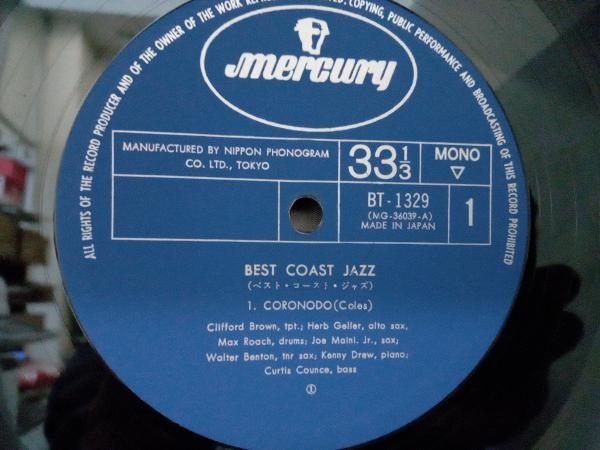 ALL RIGHTS OF THE RECORD PRODUCER AND OF THE OWNER OF THE WORK COPYING, PUBLIC PERFORMANCE AND BROADCASTING OF THIS RECORD PROHIBITED
mercury
MANUFACTURED BY NIPPON PHONOGRAM
CO. LTD., TOKYO
33 1/3
MONO
▽
BT-1329
(MG-36039-A)
MADE IN JAPAN
1
BEST COAST JAZZ
(ベスト・コースト・ジャズ)
1. CORONODO (Coles)
Clifford Brown, tpt.; Herb Geller, alto sax,
Max Roach, drums; Joe Maini. Jr., sax;
Walter Benton, tnr sax; Kenny Drew, piano;
Curtis Counce, bass
①